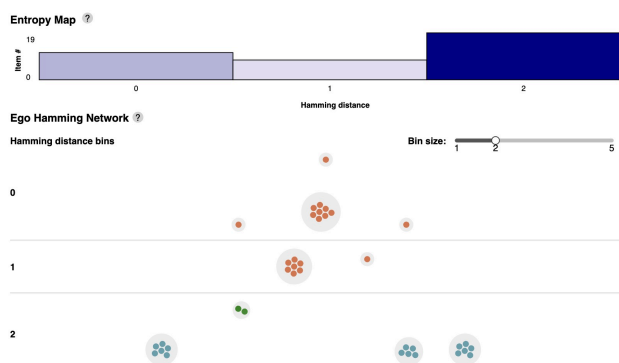 Entropy Map ?
19
Item #
0
0 1 2
Hamming distance
Ego Hamming Network ?
Hamming distance bins Bin size: 1 2 5
0
1
2